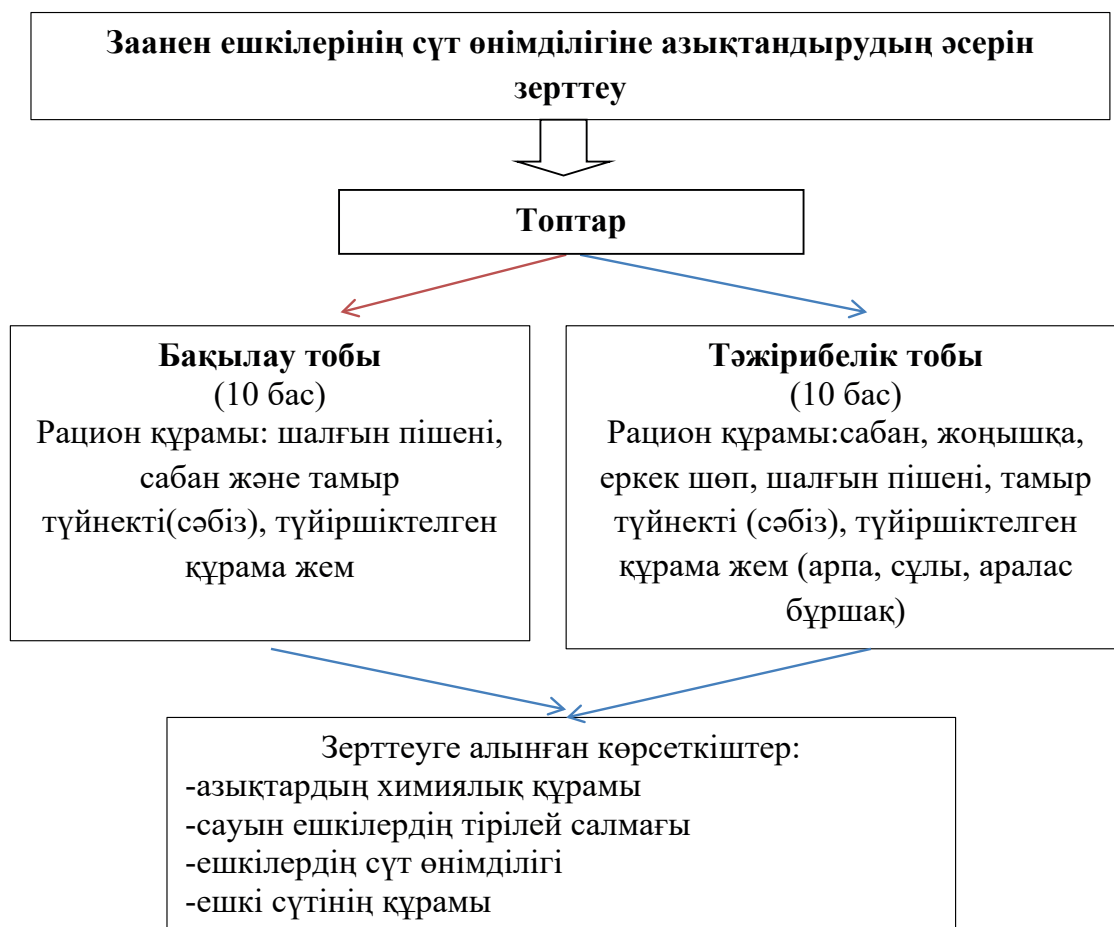 Заанен ешкілерінің сүт өнімділігіне азықтандырудың әсерін
зерттеу
Топтар
Бақылау тобы
(10 бас)
Рацион құрамы: шалғын пішені,
сабан және тамыр
түйнекті(сәбіз), түйіршіктелген
құрама жем
Тәжірибелік тобы
(10 бас)
Рацион құрамы:сабан, жоңышқа,
еркек шөп, шалғын пішені, тамыр
түйнекті (сәбіз), түйіршіктелген
құрама жем (арпа, сұлы, аралас
бұршақ)
Зерттеуге алынған көрсеткіштер:
-азықтардың химиялық құрамы
-сауын ешкілердің тірілей салмағы
-ешкілердің сүт өнімділігі
-ешкі сүтінің құрамы